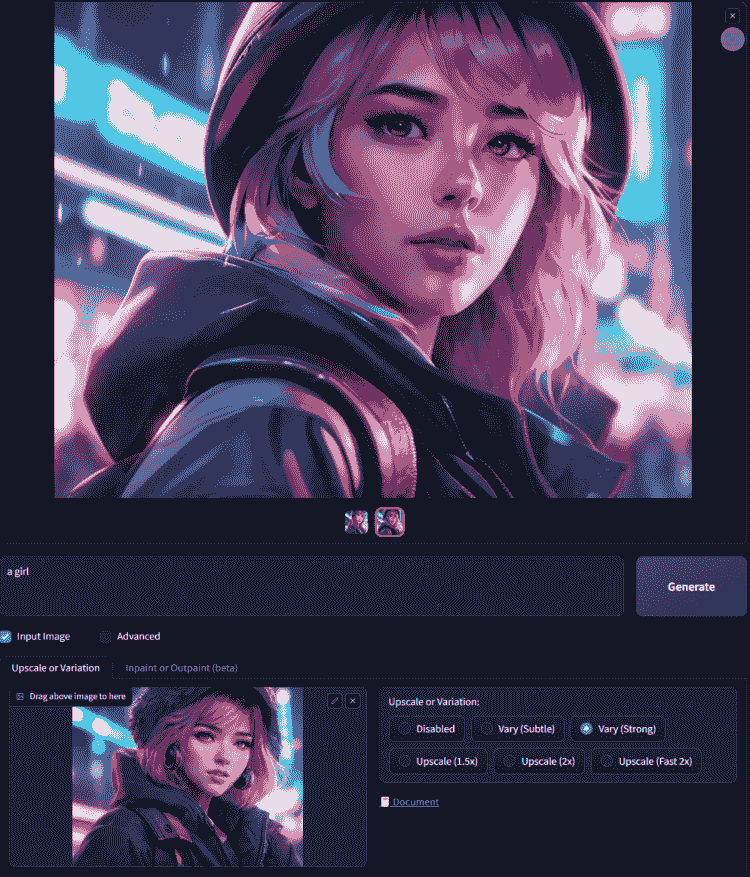 a girl
Generate
Input Image
Advanced
Upscale or Variation
Inpaint or Outpaint (beta)
Drag above image to here
Upscale or Variation:
Disabled
Vary (Subtle)
Vary (Strong)
Upscale (1.5x)
Upscale (2x)
Upscale (Fast 2x)
Document